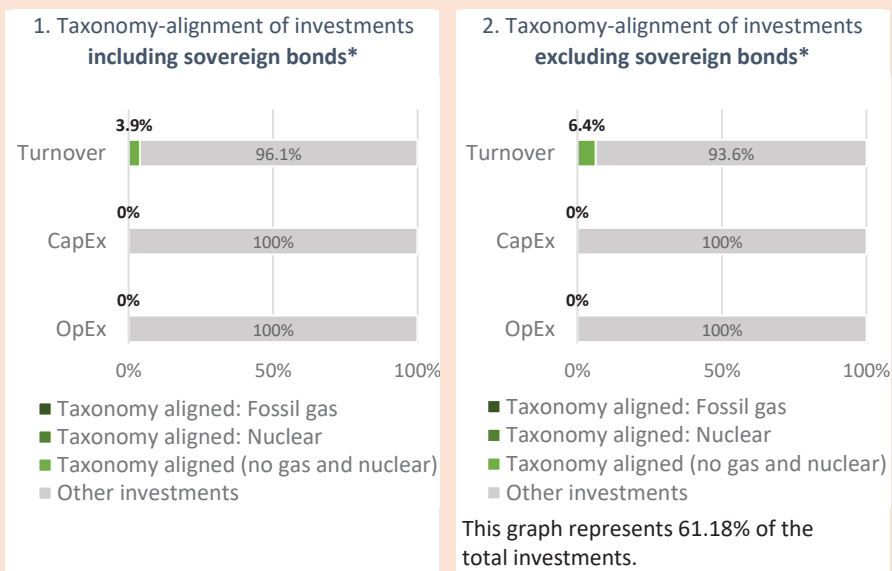 1. Taxonomy-alignment of investments
including sovereign bonds*
3.9%
Turnover
96.1%
0%
CapEx
100%
0%
OpEx
100%
0%
50%
100%
Taxonomy aligned: Fossil gas
Taxonomy aligned: Nuclear
Taxonomy aligned (no gas and nuclear)
Other investments
2. Taxonomy-alignment of investments
excluding sovereign bonds*
6.4%
Turnover
93.6%
0%
CapEx
100%
0%
OpEx
100%
0%
50%
100%
Taxonomy aligned: Fossil gas
Taxonomy aligned: Nuclear
Taxonomy aligned (no gas and nuclear)
Other investments
This graph represents 61.18% of the
total investments.